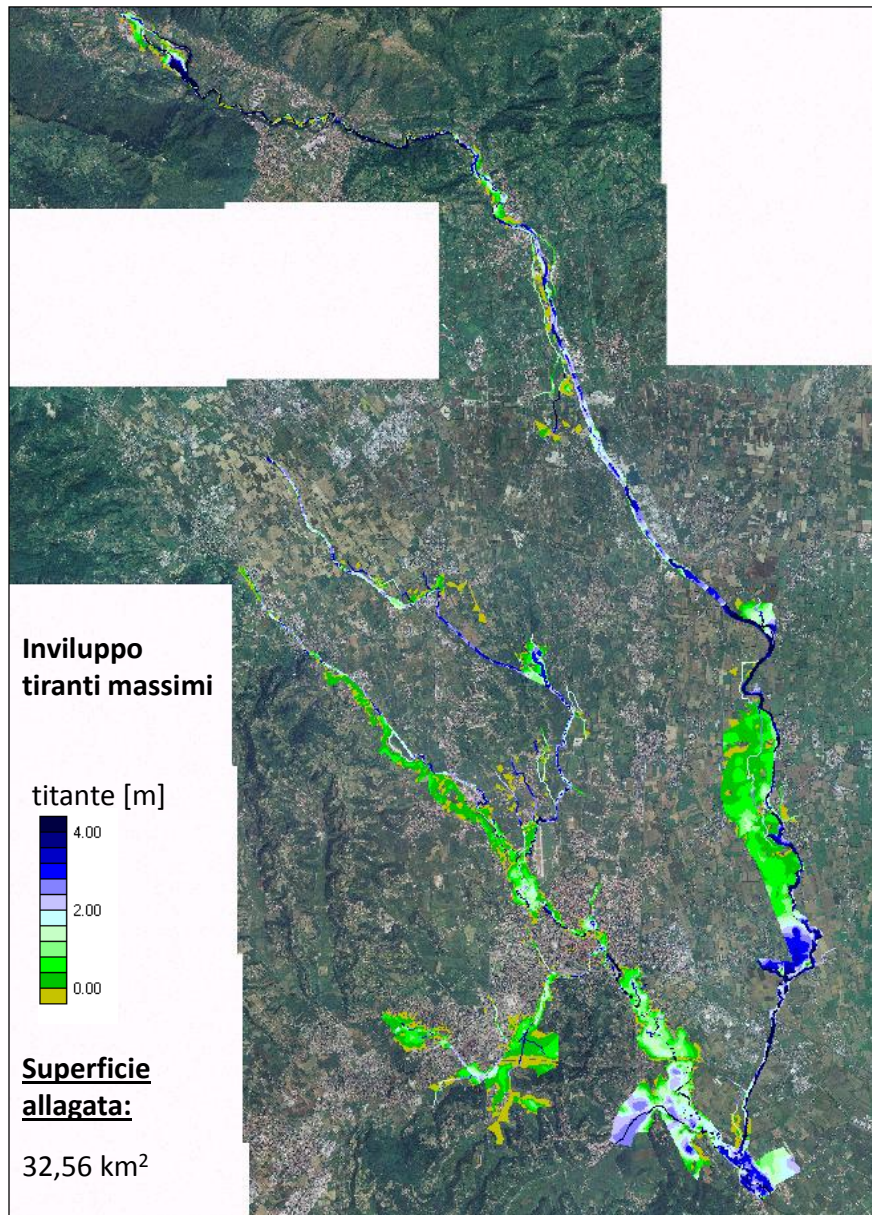 Inviluppo
tiranti massimi
titante [m]
4.00
2.00
0.00
Superficie
allagata:
32,56 km²